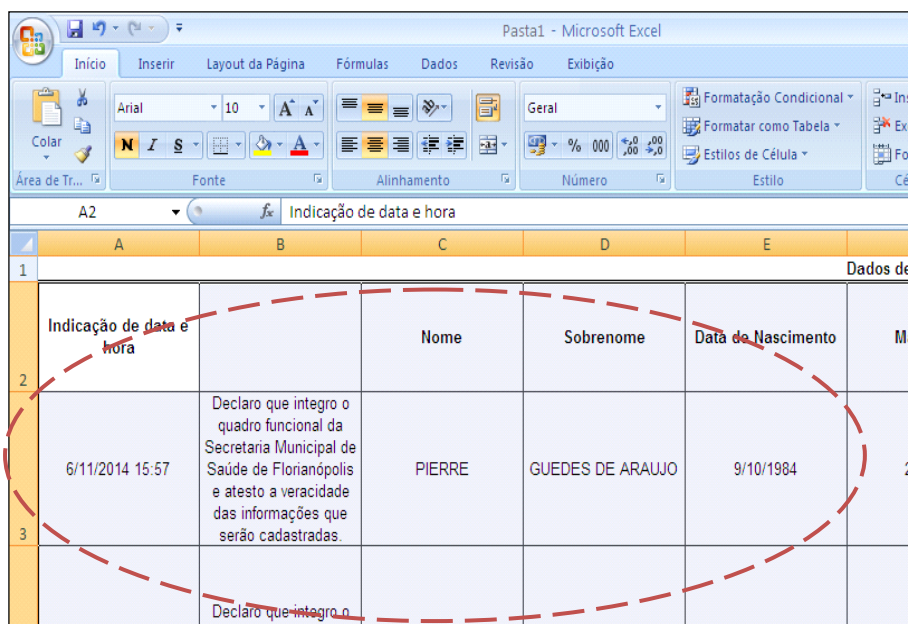 Pasta1 - Microsoft Excel
Início Inserir Layout da Página Fórmulas Dados Revisão Exibição
Colar
Arial 10 A A
N I S A
Geral
% 000 ,0 ,00 ,00 ,0
Formatação Condicional
Formatar como Tabela
Estilos de Célula
Área de Tr... Fonte Alinhamento Número Estilo
A2 fx Indicação de data e hora
A B C D E
1 Dados de
2
Indicação de data e
hora
Nome
Sobrenome
Data de Nascimento
3
6/11/2014 15:57
Declaro que integro o
quadro funcional da
Secretaria Municipal de
Saúde de Florianópolis
e atesto a veracidade
das informações que
serão cadastradas.
PIERRE
GUEDES DE ARAUJO
9/10/1984
Declaro que integro o